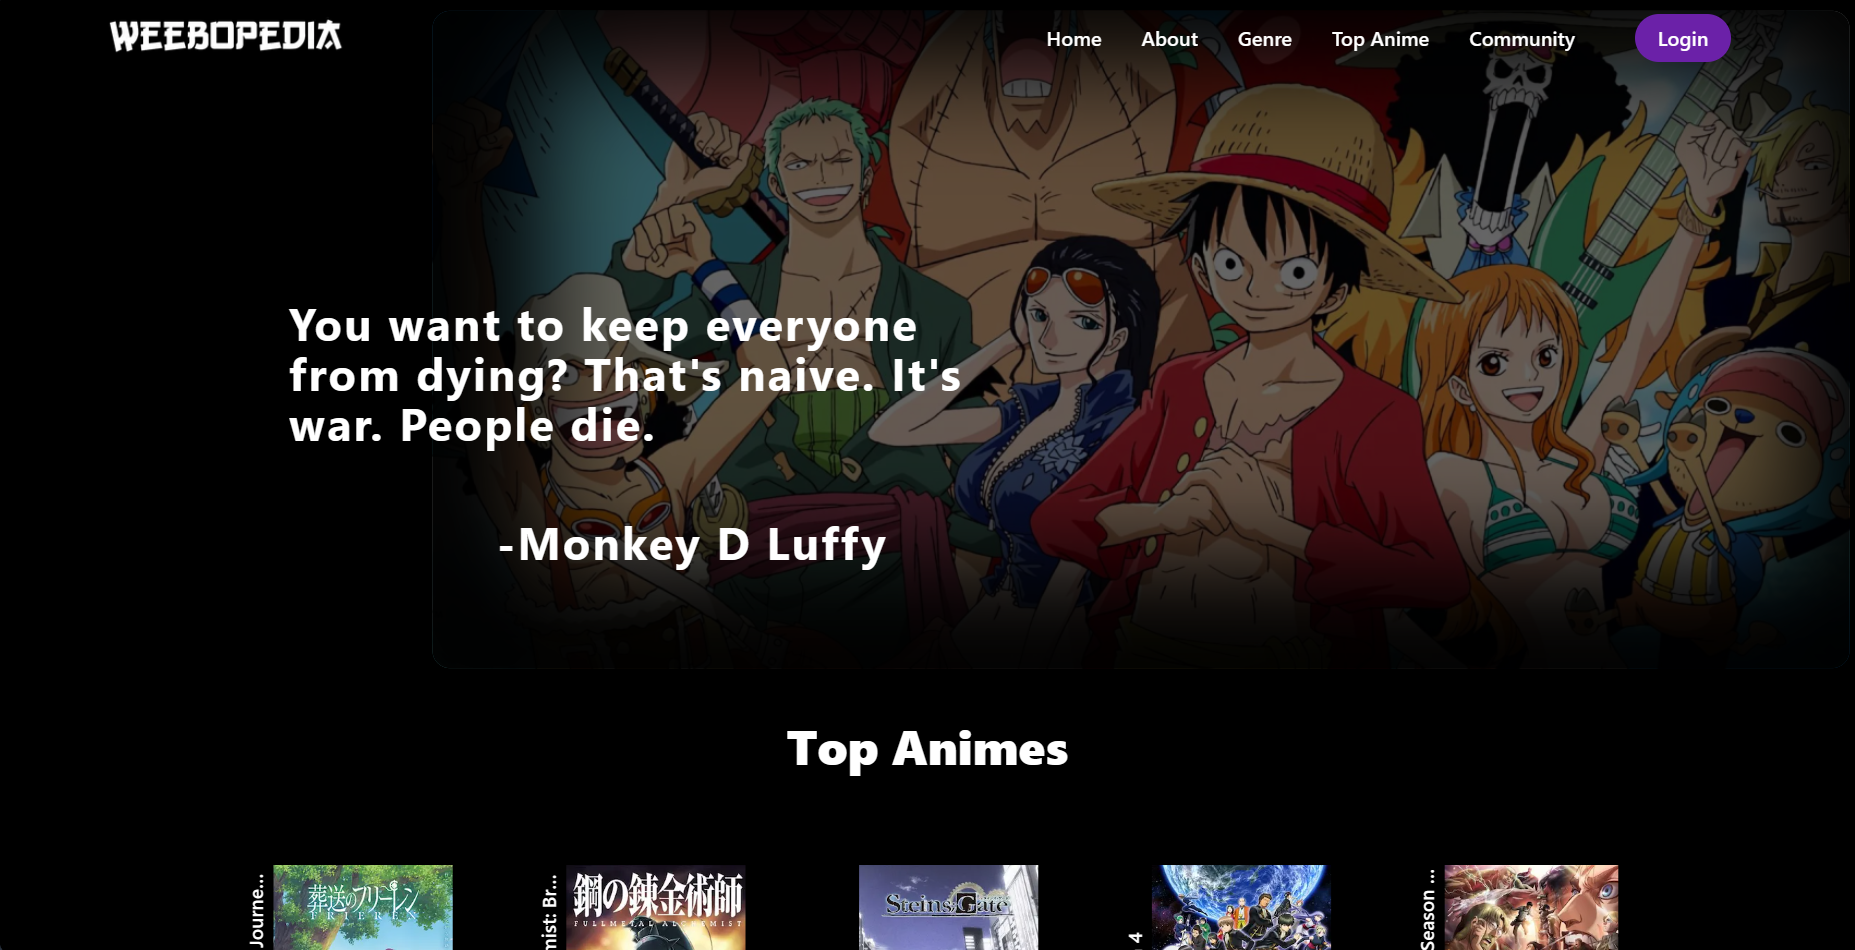 WEEBOPEDIA
Home About Genre Top Anime Community Login
You want to keep everyone
from dying? That's naive. It's
war. People die.
-Monkey D Luffy
Top Animes
Journe...
葬送のフリーレン
FRIEREN
mist: Br...
鋼の錬金術師
FULLMETAL ALCHEMIST
Steins;Gate
4
Season ...